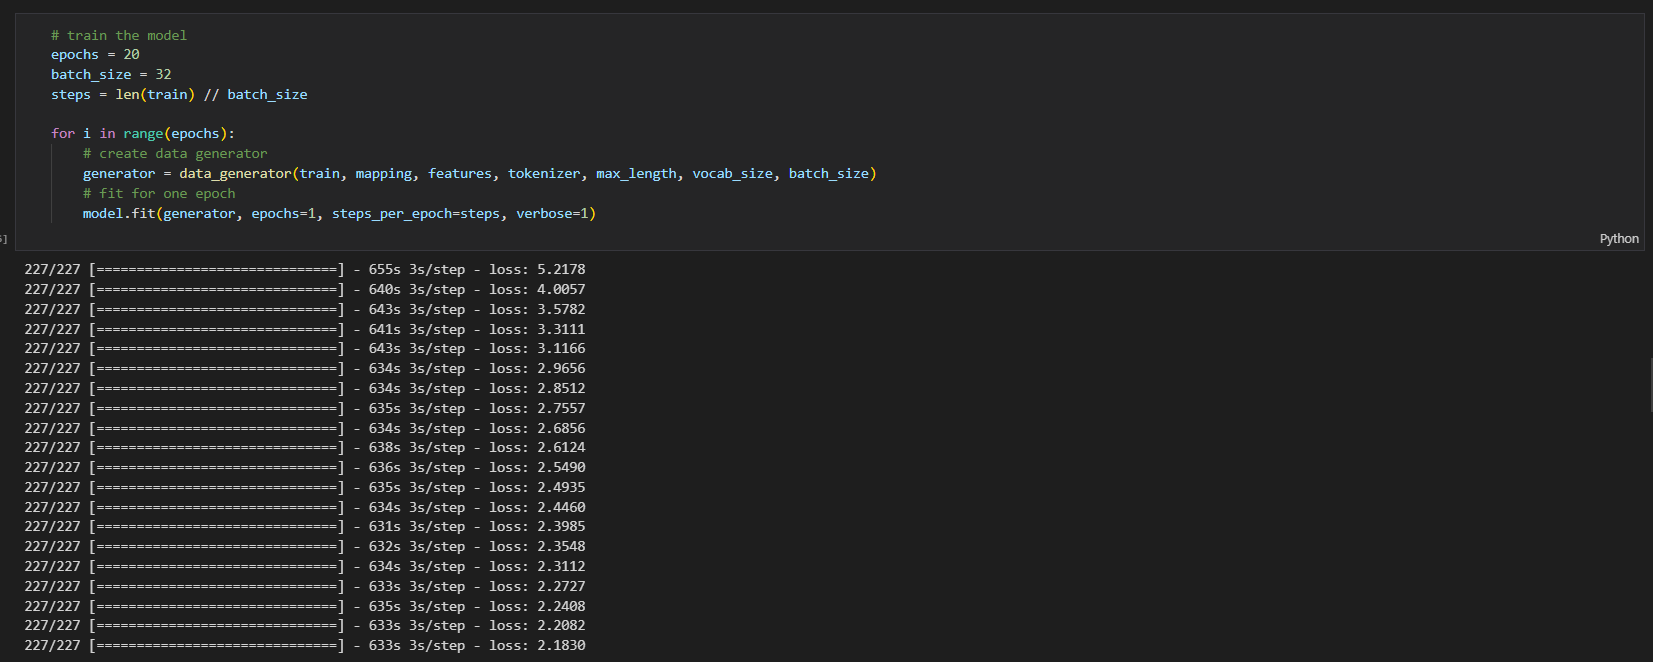 # train the model
epochs = 20
batch_size = 32
steps = len(train) // batch_size
for i in range(epochs):
# create data generator
generator = data_generator(train, mapping, features, tokenizer, max_length, vocab_size, batch_size)
# fit for one epoch
model.fit(generator, epochs=1, steps_per_epoch=steps, verbose=1)
]
Python
227/227 [==============================] - 655s 3s/step - loss: 5.2178
227/227 [==============================] - 640s 3s/step - loss: 4.0057
227/227 [==============================] - 643s 3s/step - loss: 3.5782
227/227 [==============================] - 641s 3s/step - loss: 3.3111
227/227 [==============================] - 643s 3s/step - loss: 3.1166
227/227 [==============================] - 634s 3s/step - loss: 2.9656
227/227 [==============================] - 634s 3s/step - loss: 2.8512
227/227 [==============================] - 635s 3s/step - loss: 2.7557
227/227 [==============================] - 634s 3s/step - loss: 2.6856
227/227 [==============================] - 638s 3s/step - loss: 2.6124
227/227 [==============================] - 636s 3s/step - loss: 2.5490
227/227 [==============================] - 635s 3s/step - loss: 2.4935
227/227 [==============================] - 634s 3s/step - loss: 2.4460
227/227 [==============================] - 631s 3s/step - loss: 2.3985
227/227 [==============================] - 632s 3s/step - loss: 2.3548
227/227 [==============================] - 634s 3s/step - loss: 2.3112
227/227 [==============================] - 633s 3s/step - loss: 2.2727
227/227 [==============================] - 635s 3s/step - loss: 2.2408
227/227 [==============================] - 633s 3s/step - loss: 2.2082
227/227 [==============================] - 633s 3s/step - loss: 2.1830